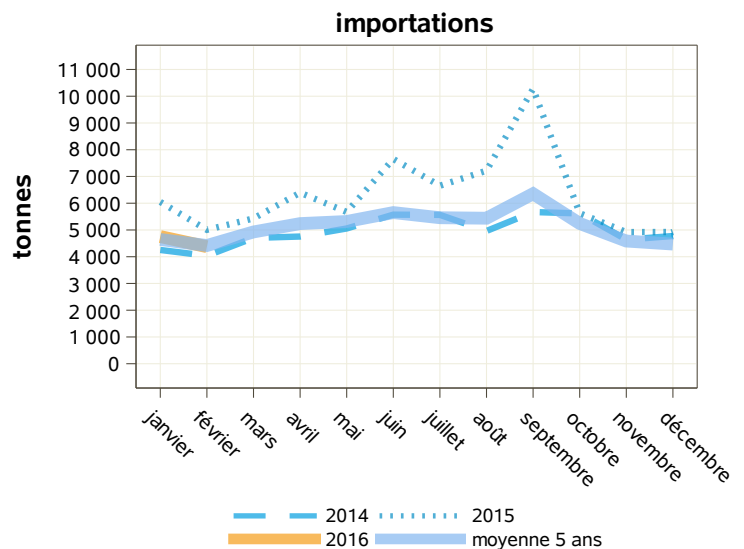 importations
tonnes
11 000
10 000
9 000
8 000
7 000
6 000
5 000
4 000
3 000
2 000
1 000
0
janvier
février
mars
avril
mai
juin
juillet
août
septembre
octobre
novembre
décembre
2014 2015
2016 moyenne 5 ans